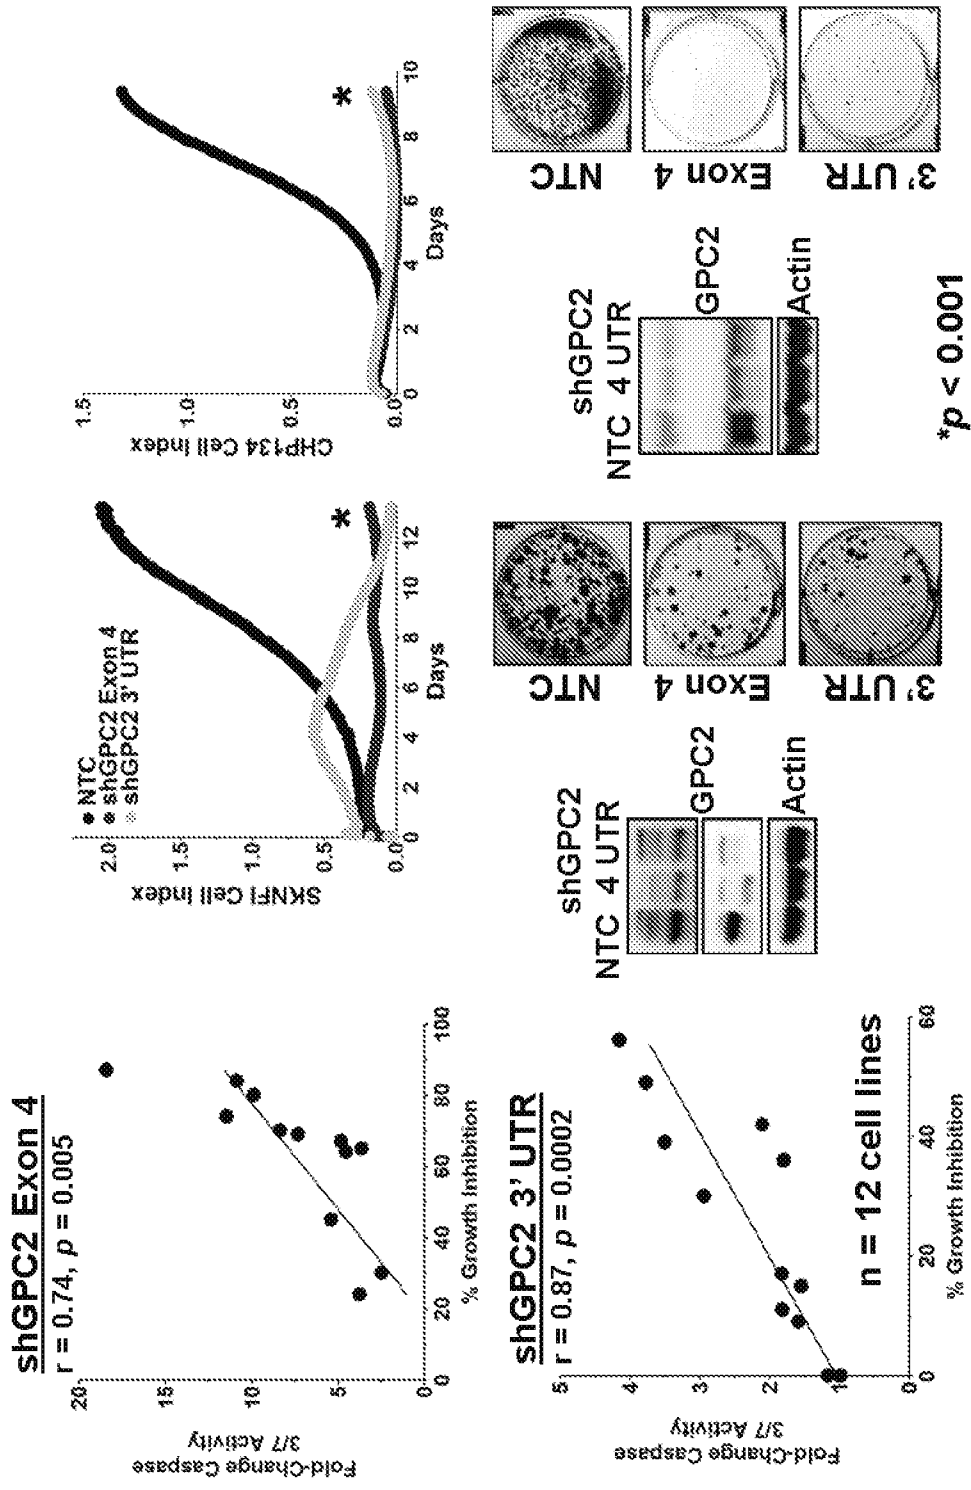 shGPC2 Exon 4
r = 0.74, p = 0.005
Fold-Change Caspase
3/7 Activity
20
15
10
5
0
20
40
60
80
100
% Growth Inhibition
shGPC2 3' UTR
r = 0.87, p = 0.0002
Fold-Change Caspase
3/7 Activity
5
4
3
2
1
0
0
20
40
60
n = 12 cell lines
% Growth Inhibition
SKNFI Cell Index
2.0
1.5
1.0
0.5
0.0
NTC
shGPC2 Exon 4
shGPC2 3' UTR
*
0
2
4
6
8
10
12
Days
CHP134 Cell Index
1.5
1.0
0.5
0.0
*
0
2
4
6
8
10
Days
shGPC2
NTC 4 UTR
GPC2
Actin
NTC
Exon 4
3' UTR
shGPC2
NTC 4 UTR
GPC2
Actin
NTC
Exon 4
3' UTR
*p < 0.001